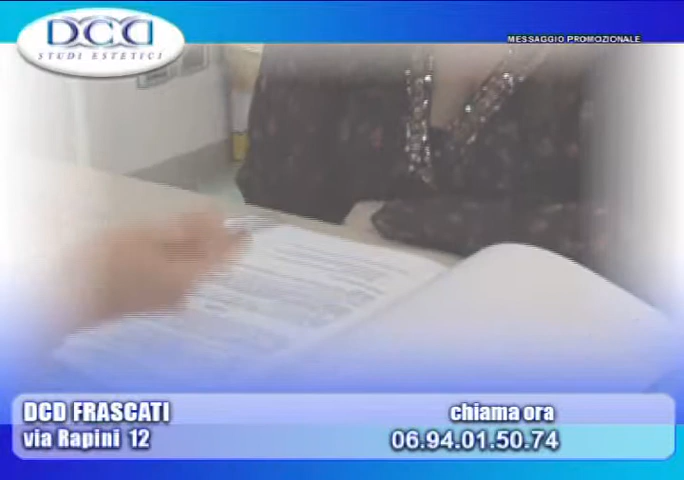 DCD
STUDI ESTETICI
MESSAGGIO PROMOZIONALE
DCD FRASCATI
via Rapini 12
chiama ora
06.94.01.50.74